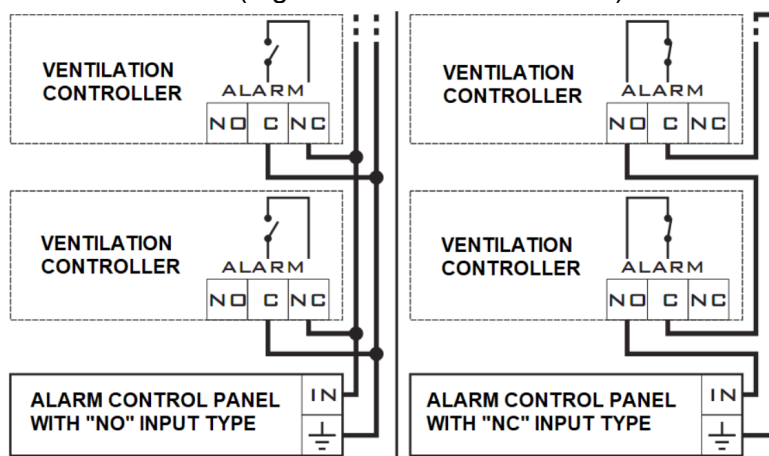 VENTILATION
CONTROLLER
ALARM
NO C NC
VENTILATION
CONTROLLER
ALARM
NO C NC
ALARM CONTROL PANEL
WITH "NO" INPUT TYPE
IN
VENTILATION
CONTROLLER
ALARM
NO C NC
VENTILATION
CONTROLLER
ALARM
NO C NC
ALARM CONTROL PANEL
WITH "NC" INPUT TYPE
IN